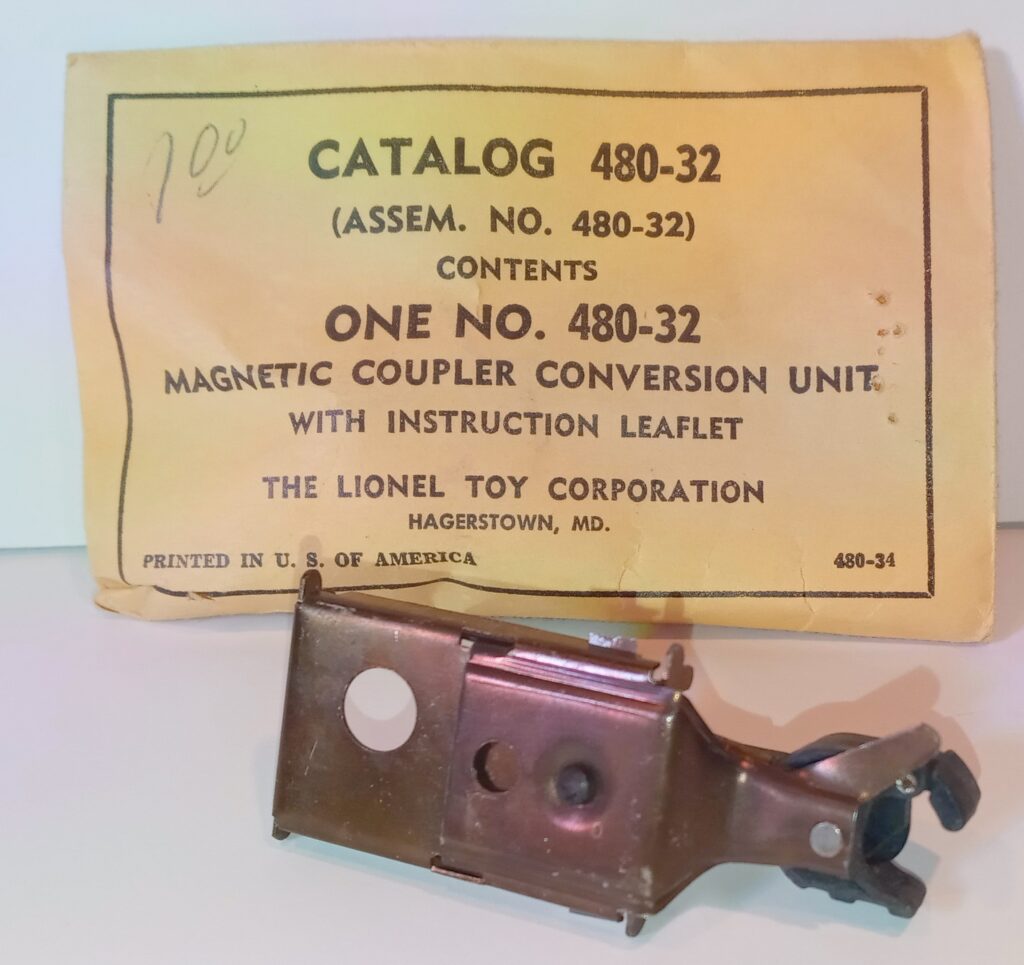 1.00
CATALOG 480-32
(ASSEM. NO. 480-32)
CONTENTS
ONE NO. 480-32
MAGNETIC COUPLER CONVERSION UNIT
WITH INSTRUCTION LEAFLET
THE LIONEL TOY CORPORATION
HAGERSTOWN, MD.
PRINTED IN U. S. OF AMERICA
480-34